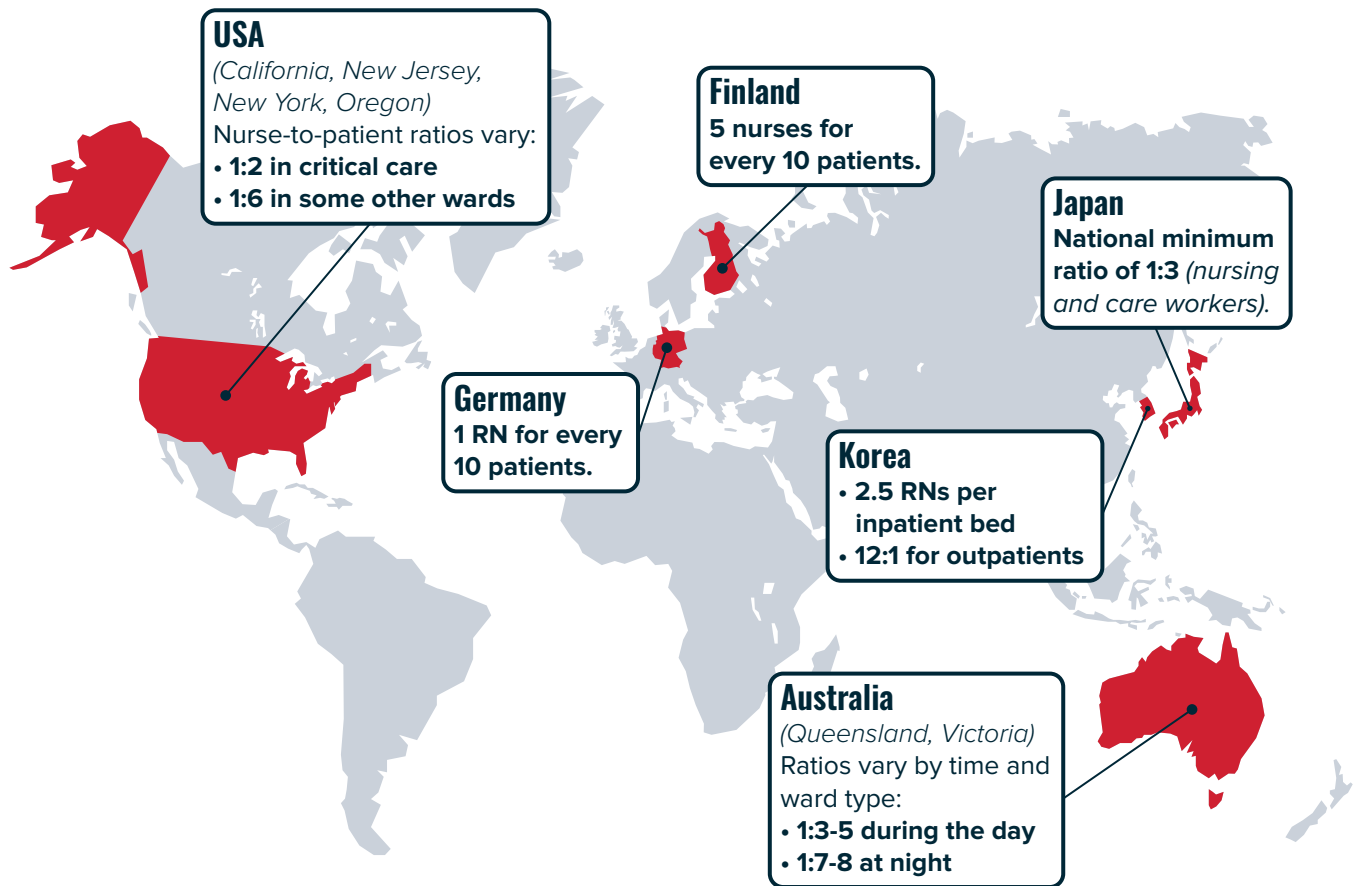 USA
(California, New Jersey,
New York, Oregon)
Nurse-to-patient ratios vary:
• 1:2 in critical care
• 1:6 in some other wards
Finland
5 nurses for
every 10 patients.
Japan
National minimum
ratio of 1:3 (nursing
and care workers).
Germany
1 RN for every
10 patients.
Korea
• 2.5 RNs per
inpatient bed
• 12:1 for outpatients
Australia
(Queensland, Victoria)
Ratios vary by time and
ward type:
• 1:3-5 during the day
• 1:7-8 at night